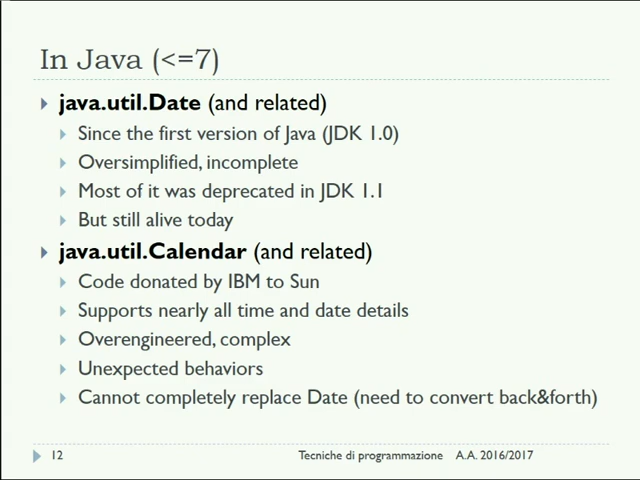 In Java (<=7)
java.util.Date (and related)
Since the first version of Java (JDK 1.0)
Oversimplified, incomplete
Most of it was deprecated in JDK 1.1
But still alive today
java.util.Calendar (and related)
Code donated by IBM to Sun
Supports nearly all time and date details
Overengineered, complex
Unexpected behaviors
Cannot completely replace Date (need to convert back&forth)
12 Tecniche di programmazione A.A. 2016/2017